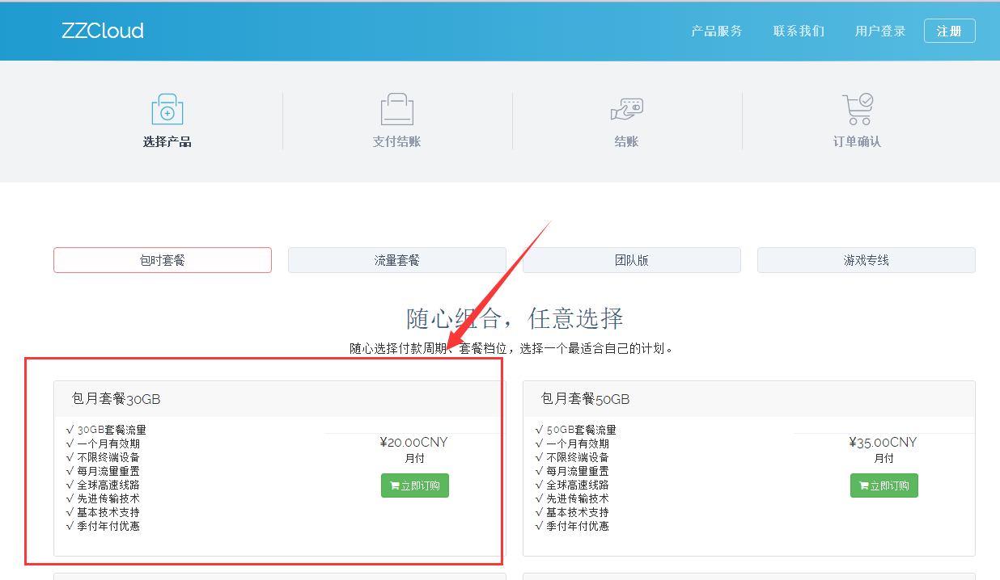 ZZCloud
产品服务
联系我们
用户登录
注册
选择产品
支付结账
结账
订单确认
包时套餐
流量套餐
团队版
游戏专线
随心组合，任意选择
随心选择付款周期、套餐档位，选择一个最适合自己的计划。
包月套餐30GB
√ 30GB套餐流量
√ 一个月有效期
√ 不限终端设备
√ 每月流量重置
√ 全球高速线路
√ 先进传输技术
√ 基本技术支持
√ 季付年付优惠
¥20.00CNY
月付
立即订购
包月套餐50GB
√ 50GB套餐流量
√ 一个月有效期
√ 不限终端设备
√ 每月流量重置
√ 全球高速线路
√ 先进传输技术
√ 基本技术支持
√ 季付年付优惠
¥35.00CNY
月付
立即订购